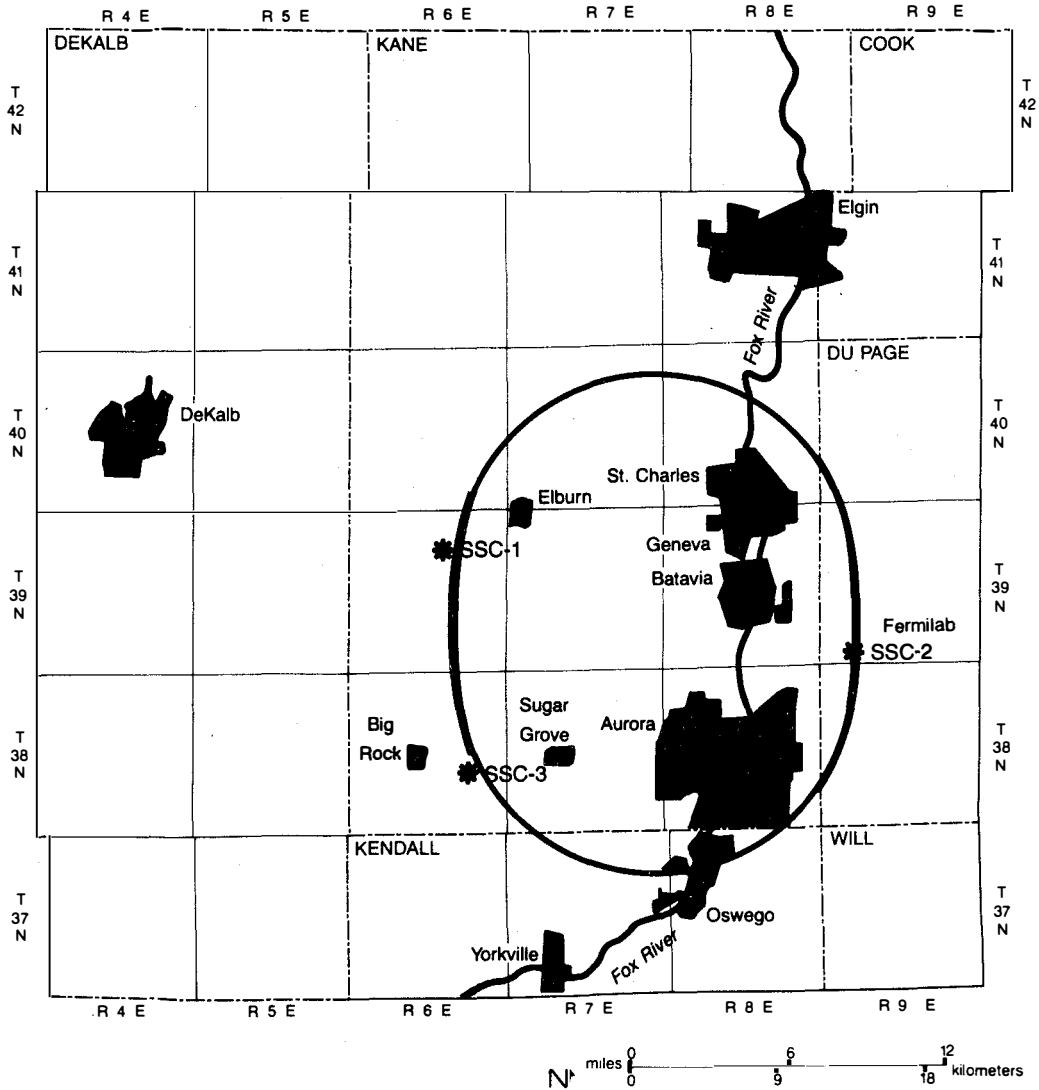 R 4 E R 5 E R 6 E R 7 E R 8 E R 9 E
DEKALB KANE COOK
T
42
N
T
42
N
Elgin
T
41
N
T
41
N
Fox River
DU PAGE
T
40
N
DeKalb
T
40
N
St. Charles
Elburn
SSC-1
Geneva
Batavia
T
39
N
T
39
N
Fermilab
SSC-2
Big
Rock
Sugar
Grove
Aurora
T
38
N
T
38
N
SSC-3
KENDALL WILL
T
37
N
T
37
N
Oswego
Yorkville
Fox River
R 4 E R 5 E R 6 E R 7 E R 8 E R 9 E
N
miles 0 6 12
0 9 18 kilometers